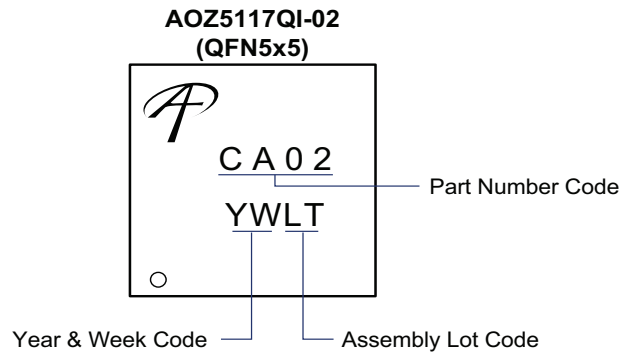 AOZ5117QI-02
(QFN5x5)
CA02
Part Number Code
YWLT
Year & Week Code
Assembly Lot Code